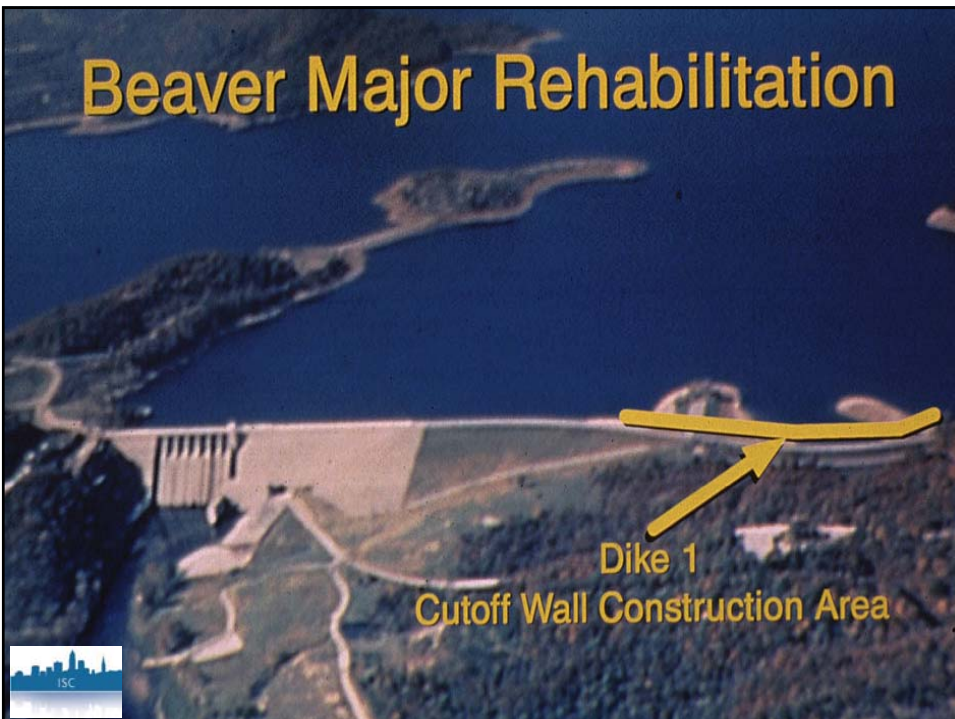 Beaver Major Rehabilitation
Dike 1
Cutoff Wall Construction Area
ISC